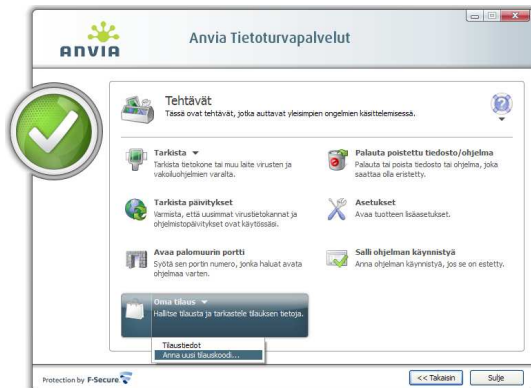 ANVIA
Anvia Tietoturvapalvelut
Tehtävät
Tässä ovat tehtävät, jotka auttavat yleisimpien ongelmien käsittelemisessä.
Tarkista
Tarkista tietokone tai muu laite virusten ja
vakoiluohjelmien varalta.
Palauta poistettu tiedosto/ohjelma
Palauta tai poista tiedosto tai ohjelma, joka
saattaa olla eristetty.
Tarkista päivitykset
Varmista, että uusimmat virustietokannat ja
ohjelmistopäivitykset ovat käytössäsi.
Asetukset
Avaa tuotteen lisäasetukset.
Avaa palomuurin portti
Syötä sen portin numero, jonka haluat avata
ohjelmaa varten.
Salli ohjelman käynnistyä
Anna ohjelman käynnistyä, jos se on estetty.
Oma tilaus
Hallitse tilausta ja tarkastele tilauksen tietoja.
Tilaustiedot
Anna uusi tilauskoodi...
Protection by F-Secure
<< Takaisin
Sulje